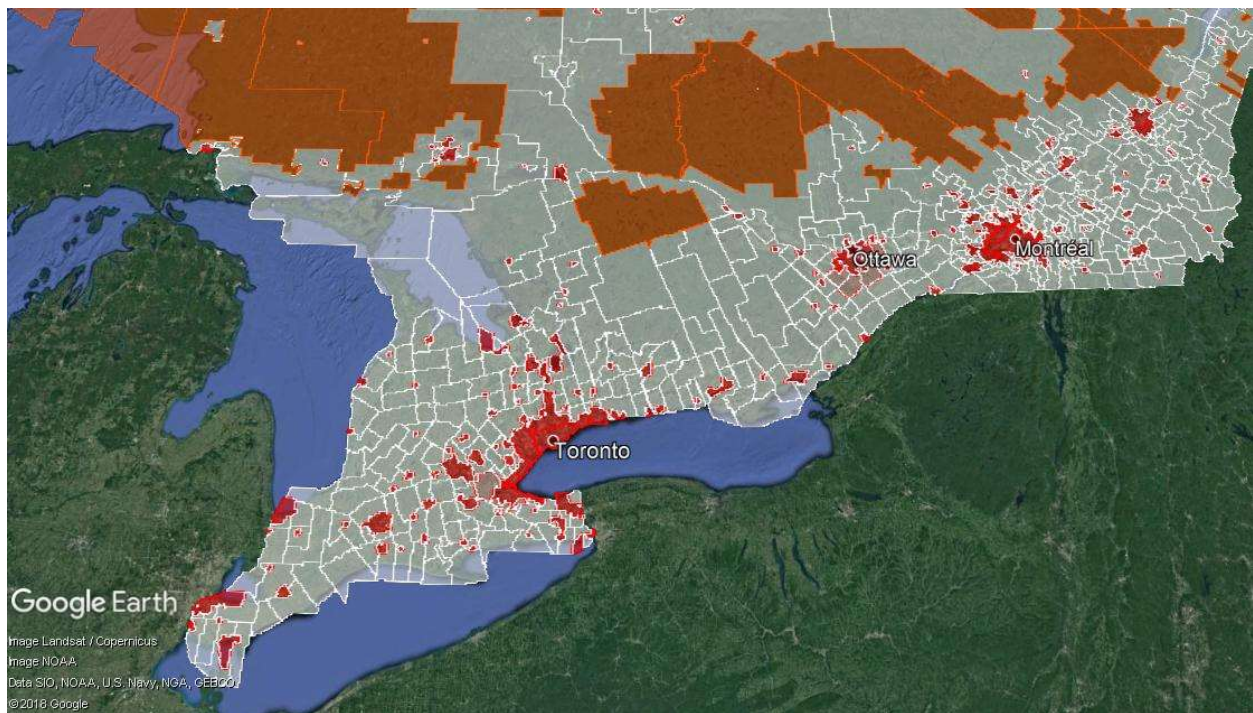 Ottawa
Montréal
Toronto
Google Earth
Image Landsat / Copernicus
Image NOAA
Data SIO, NOAA, U.S. Navy, NGA, GEBCO
©2018 Google